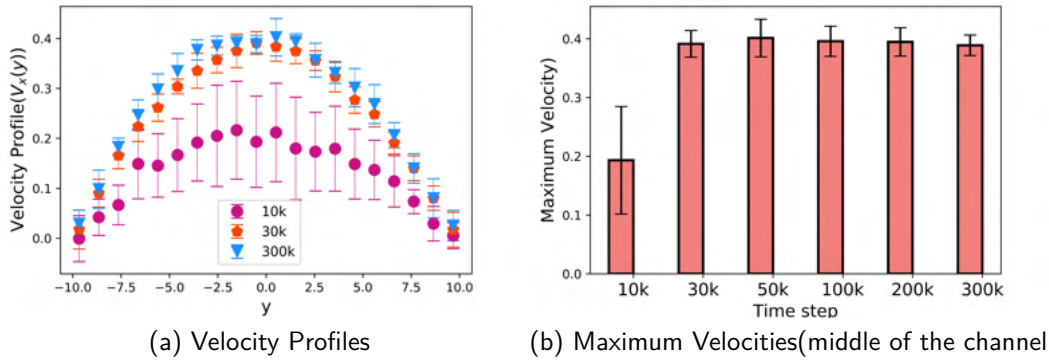 Velocity Profile(Vx(y))
0.4
0.3
0.2
0.1
0.0
10k
30k
300k
−10.0 −7.5 −5.0 −2.5 0.0 2.5 5.0 7.5 10.0
y
(a) Velocity Profiles
Maximum Velocity)
0.4
0.3
0.2
0.1
0.0
10k 30k 50k 100k 200k 300k
Time step
(b) Maximum Velocities(middle of the channel